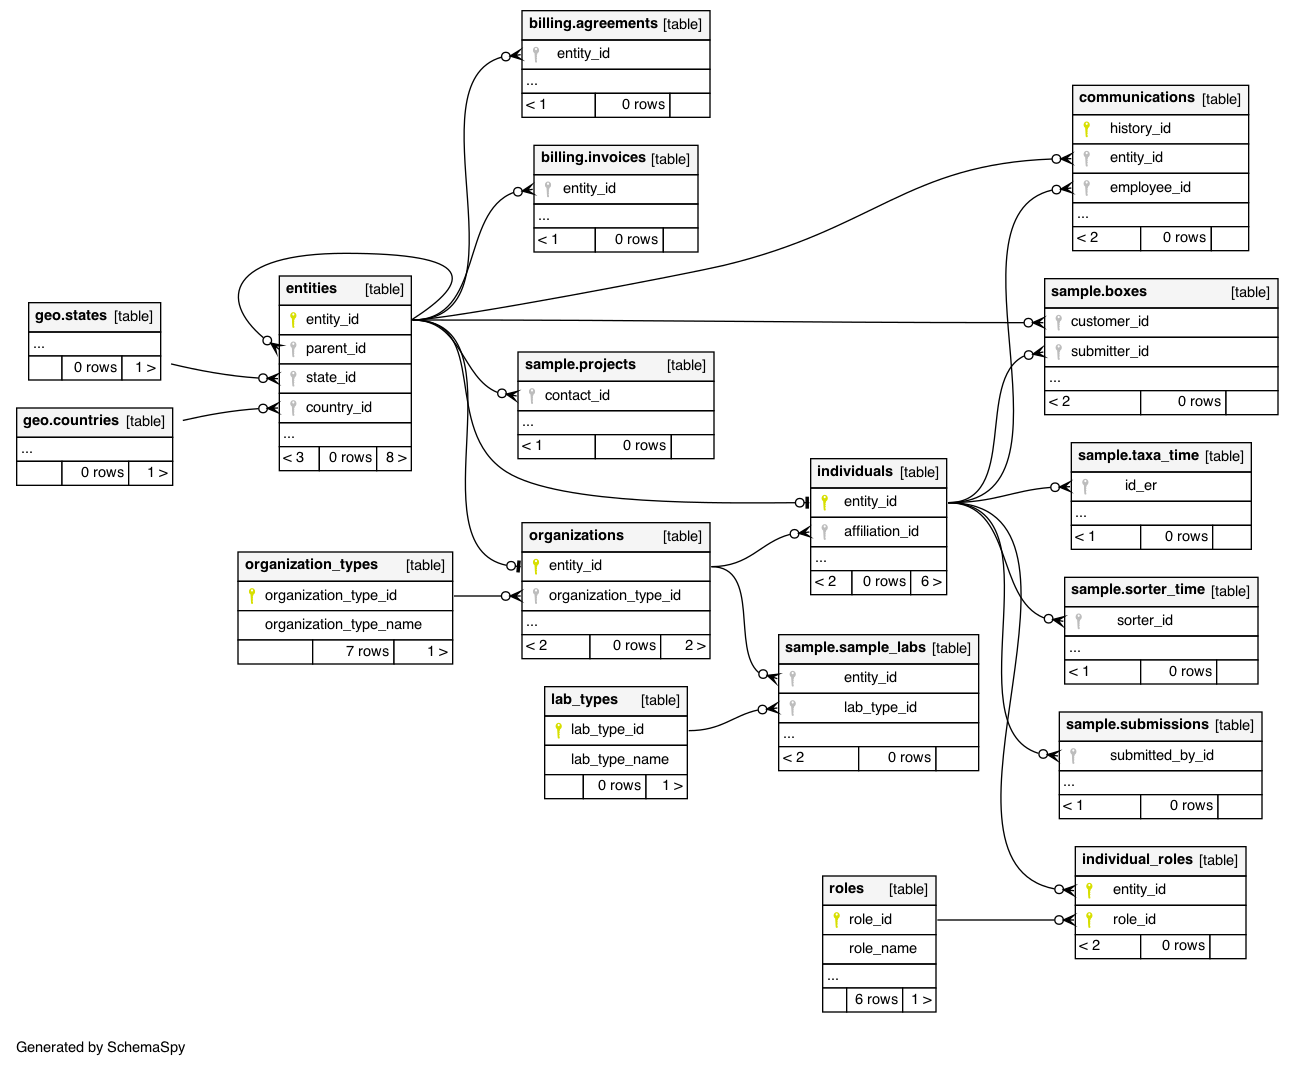 billing.agreements [table]
entity_id
...
< 1 0 rows
billing.invoices [table]
entity_id
...
< 1 0 rows
communications [table]
history_id
entity_id
employee_id
...
< 2 0 rows
entities [table]
entity_id
parent_id
state_id
country_id
...
< 3 0 rows 8 >
geo.states [table]
...
0 rows 1 >
geo.countries [table]
...
0 rows 1 >
sample.boxes [table]
customer_id
submitter_id
...
< 2 0 rows
sample.projects [table]
contact_id
...
< 1 0 rows
individuals [table]
entity_id
affiliation_id
...
< 2 0 rows 6 >
sample.taxa_time [table]
id_er
...
< 1 0 rows
organizations [table]
entity_id
organization_type_id
...
< 2 0 rows 2 >
organization_types [table]
organization_type_id
organization_type_name
7 rows 1 >
sample.sorter_time [table]
sorter_id
...
< 1 0 rows
sample.sample_labs [table]
entity_id
lab_type_id
...
< 2 0 rows
lab_types [table]
lab_type_id
lab_type_name
0 rows 1 >
sample.submissions [table]
submitted_by_id
...
< 1 0 rows
individual_roles [table]
entity_id
role_id
< 2 0 rows
roles [table]
role_id
role_name
...
6 rows 1 >
Generated by SchemaSpy